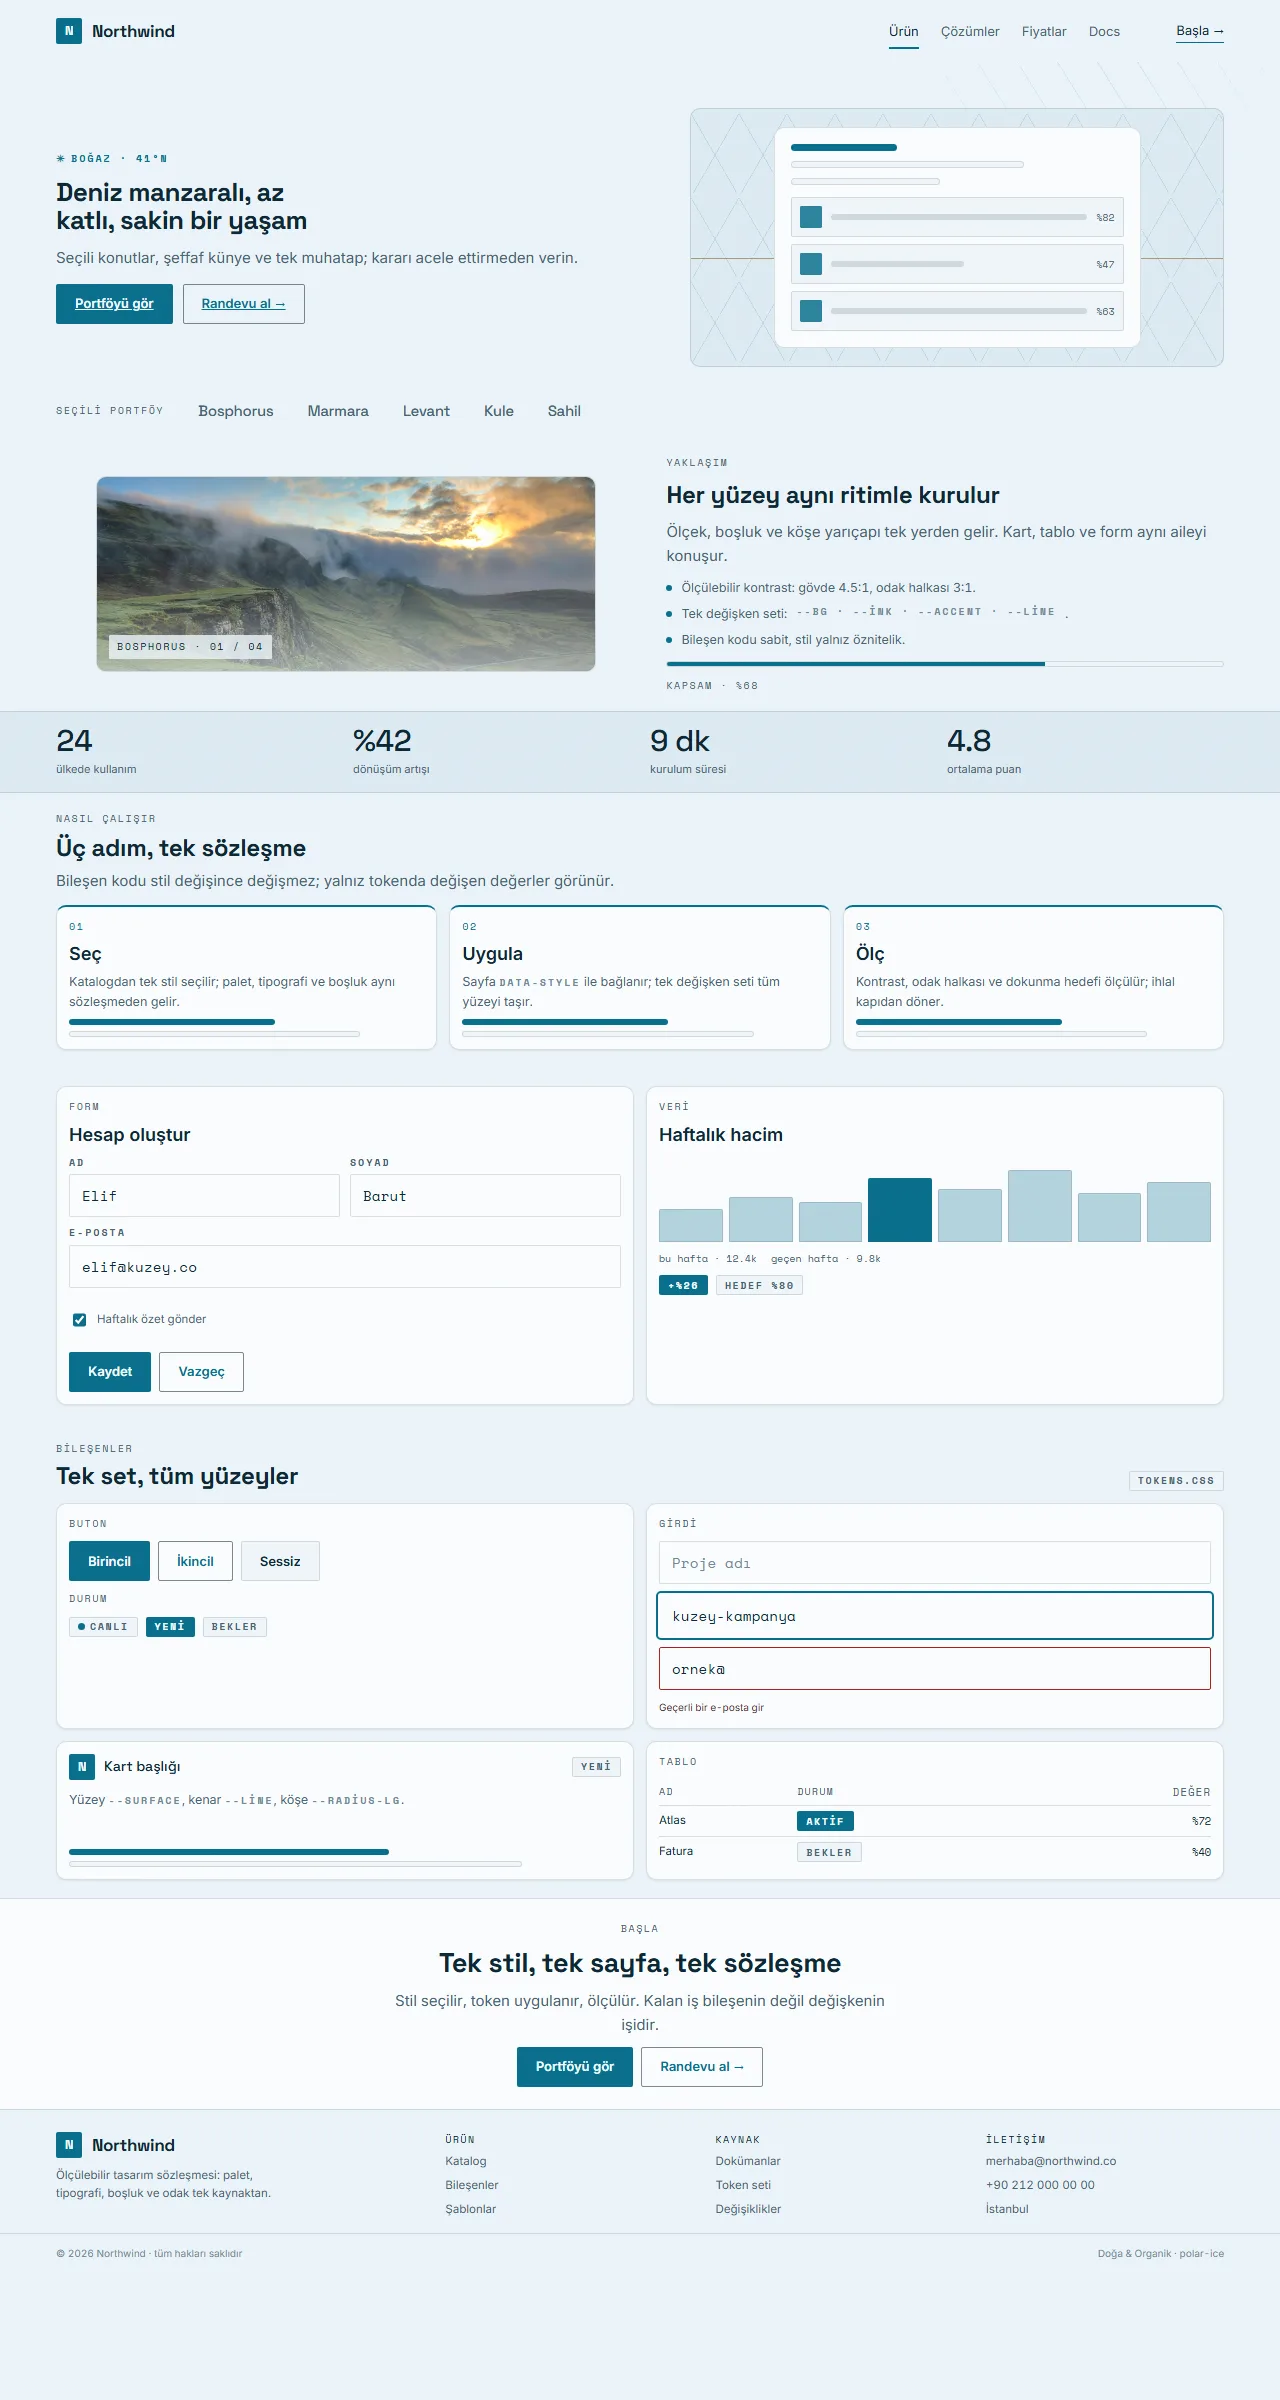 N Northwind
Ürün Çözümler Fiyatlar Docs Başla →
✳ BOĞAZ · 41°N
Deniz manzaralı, az
katlı, sakin bir yaşam
Seçili konutlar, şeffaf künye ve tek muhatap; kararı acele ettirmeden verin.
Portföyü gör Randevu al →
%82
%47
%63
SEÇİLİ PORTFÖY Bosphorus Marmara Levant Kule Sahil
BOSPHORUS · 01 / 04
YAKLAŞIM
Her yüzey aynı ritimle kurulur
Ölçek, boşluk ve köşe yarıçapı tek yerden gelir. Kart, tablo ve form aynı aileyi
konuşur.
Ölçülebilir kontrast: gövde 4.5:1, odak halkası 3:1.
Tek değişken seti: --BG · --İNK · --ACCENT · --LİNE .
Bileşen kodu sabit, stil yalnız öznitelik.
KAPSAM · %68
24 %42 9 dk 4.8
ülkede kullanım dönüşüm artışı kurulum süresi ortalama puan
NASIL ÇALIŞIR
Üç adım, tek sözleşme
Bileşen kodu stil değişince değişmez; yalnız tokenda değişen değerler görünür.
01
Seç
Katalogdan tek stil seçilir; palet, tipografi ve boşluk aynı
sözleşmeden gelir.
02
Uygula
Sayfa DATA-STYLE ile bağlanır; tek değişken seti tüm
yüzeyi taşır.
03
Ölç
Kontrast, odak halkası ve dokunma hedefi ölçülür; ihlal
kapıdan döner.
FORM
Hesap oluştur
AD SOYAD
Elif Barut
E-POSTA
elif@kuzey.co
Haftalık özet gönder
Kaydet Vazgeç
VERİ
Haftalık hacim
bu hafta · 12.4k geçen hafta · 9.8k
+%26 HEDEF %80
BİLEŞENLER
Tek set, tüm yüzeyler
TOKENS.CSS
BUTON
Birincil İkincil Sessiz
DURUM
CANLI YENİ BEKLER
GİRDİ
Proje adı
kuzey-kampanya
ornek@
Geçerli bir e-posta gir
N Kart başlığı YENİ
Yüzey --SURFACE, kenar --LİNE, köşe --RADİUS-LG.
TABLO
AD DURUM DEĞER
Atlas AKTİF %72
Fatura BEKLER %40
BAŞLA
Tek stil, tek sayfa, tek sözleşme
Stil seçilir, token uygulanır, ölçülür. Kalan iş bileşenin değil değişkenin
işidir.
Portföyü gör Randevu al →
N Northwind
Ölçülebilir tasarım sözleşmesi: palet,
tipografi, boşluk ve odak tek kaynaktan.
ÜRÜN
Katalog
Bileşenler
Şablonlar
KAYNAK
Dokümanlar
Token seti
Değişiklikler
İLETİŞİM
merhaba@northwind.co
+90 212 000 00 00
İstanbul
© 2026 Northwind · tüm hakları saklıdır
Doğa & Organik · polar-ice